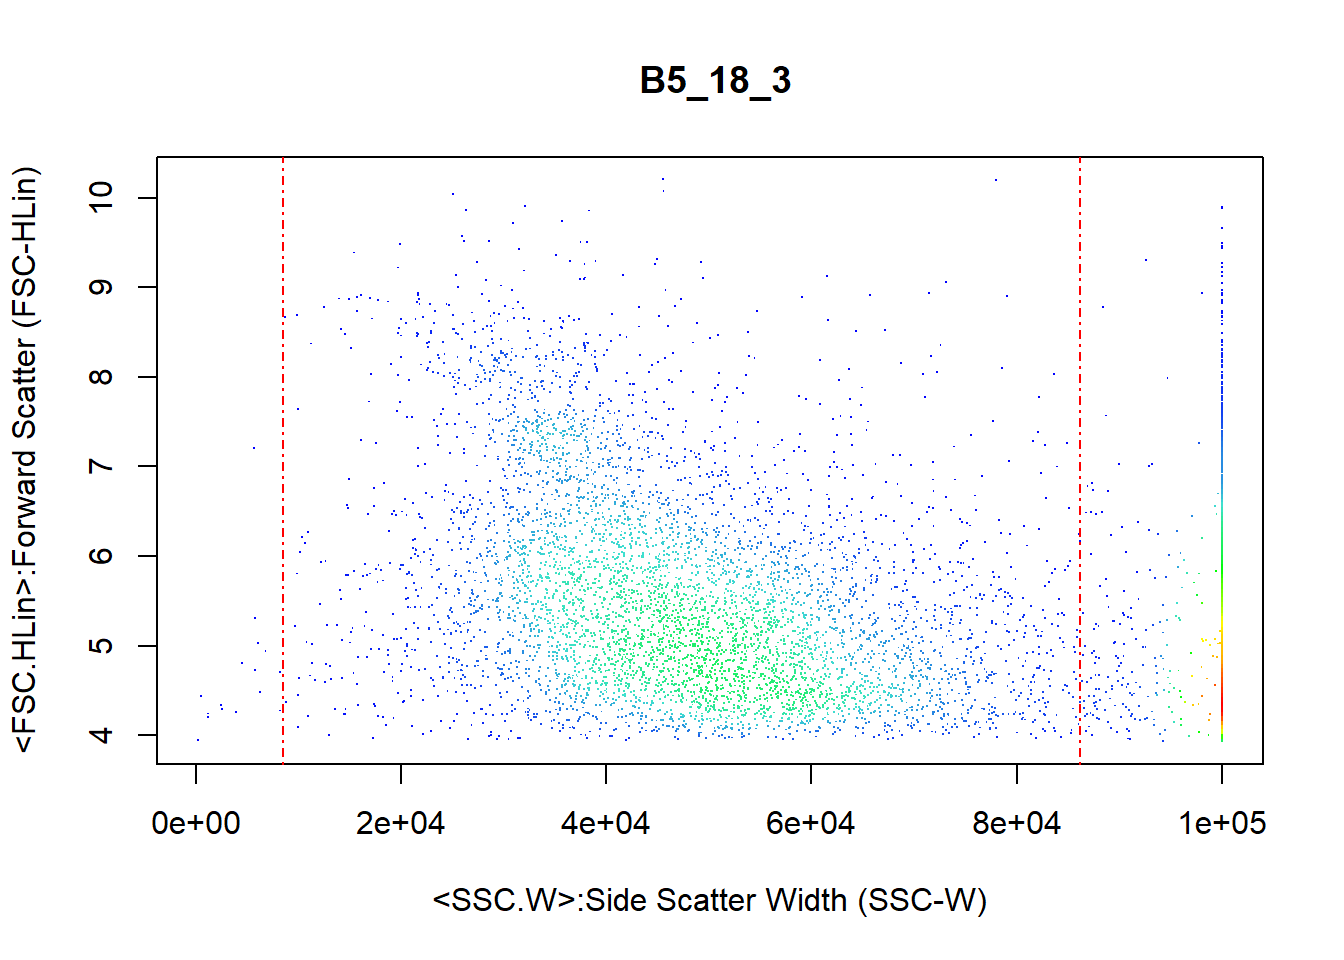 B5_18_3
<FSC.HLin>:Forward Scatter (FSC-HLin)
10
9
8
7
6
5
4
0e+00 2e+04 4e+04 6e+04 8e+04 1e+05
<SSC.W>:Side Scatter Width (SSC-W)